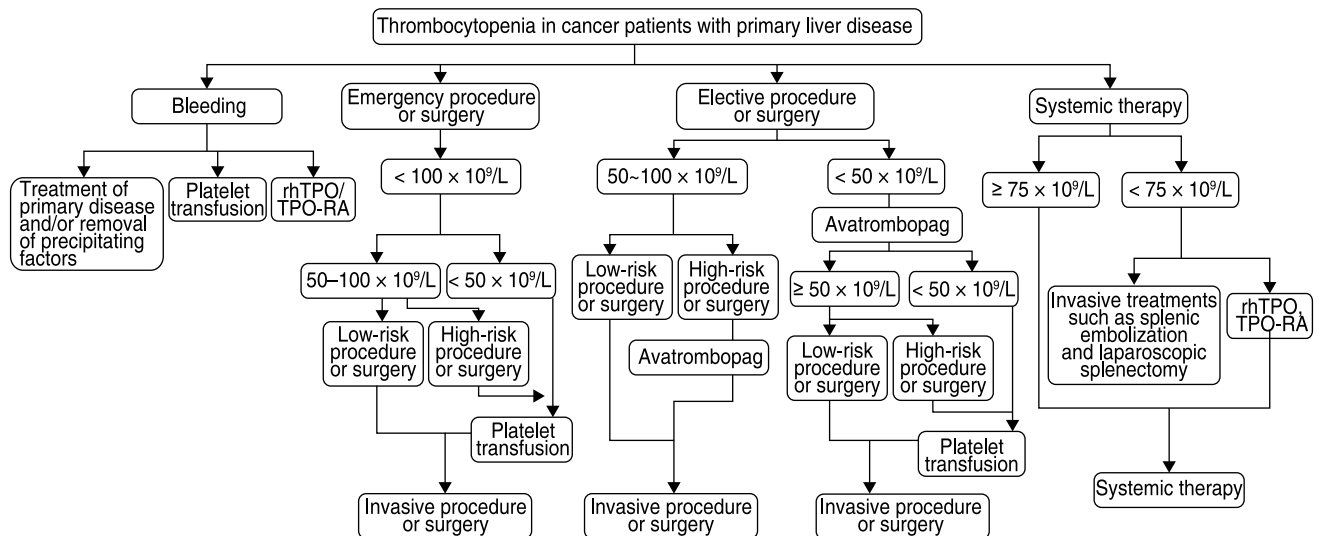 Thrombocytopenia in cancer patients with primary liver disease
Bleeding
Emergency procedure
or surgery
Elective procedure
or surgery
Systemic therapy
Treatment of
primary disease
and/or removal
of precipitating
factors
Platelet
transfusion
rhTPO/
TPO-RA
< 100 × 10⁹/L
50~100 × 10⁹/L
< 50 × 10⁹/L
≥ 75 × 10⁹/L
< 75 × 10⁹/L
Avatrombopag
50–100 × 10⁹/L
< 50 × 10⁹/L
Low-risk
procedure
or surgery
High-risk
procedure
or surgery
≥ 50 × 10⁹/L
< 50 × 10⁹/L
Invasive treatments
such as splenic
embolization
and laparoscopic
splenectomy
rhTPO,
TPO-RA
Low-risk
procedure
or surgery
High-risk
procedure
or surgery
Avatrombopag
Low-risk
procedure
or surgery
High-risk
procedure
or surgery
Platelet
transfusion
Platelet
transfusion
Invasive procedure
or surgery
Invasive procedure
or surgery
Invasive procedure
or surgery
Systemic therapy